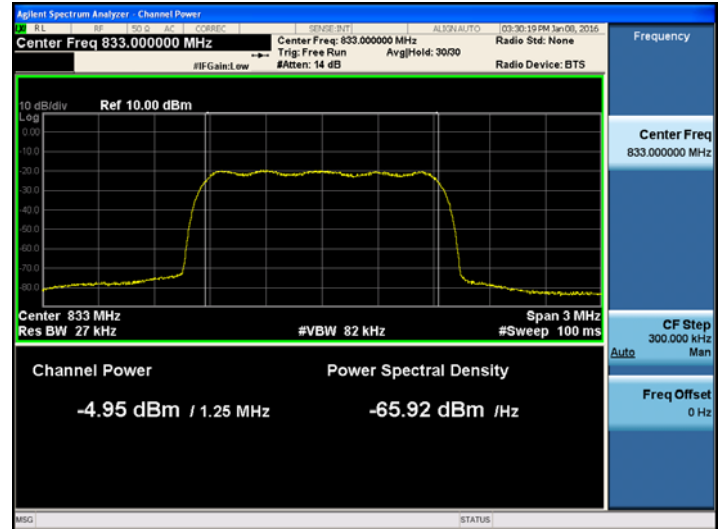 Agilent Spectrum Analyzer - Channel Power
RL RF 50 Ω AC CORREC SENSE:INT ALIGN AUTO 03:30:19 PM Jan 08, 2016
Center Freq 833.000000 MHz Center Freq: 833.000000 MHz Radio Std: None Frequency
Trig: Free Run Avg|Hold: 30/30
#IFGain:Low #Atten: 14 dB Radio Device: BTS
10 dB/div Ref 10.00 dBm
Log
0.00
-10.0
-20.0
-30.0
-40.0
-50.0
-60.0
-70.0
-80.0
Center Freq
833.000000 MHz
Center 833 MHz Span 3 MHz
Res BW 27 kHz #VBW 82 kHz #Sweep 100 ms
CF Step
300.000 kHz
Auto Man
Channel Power Power Spectral Density
-4.95 dBm / 1.25 MHz -65.92 dBm /Hz
Freq Offset
0 Hz
MSG STATUS